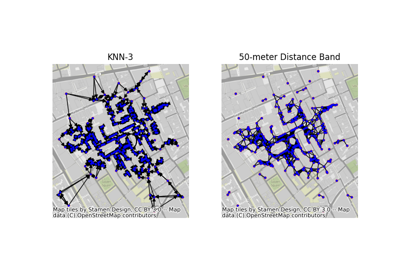 KNN-3
50-meter Distance Band
Map tiles by Stamen Design, CC BY 3.0 -- Map
data (C) OpenStreetMap contributors
Map tiles by Stamen Design, CC BY 3.0 -- Map
data (C) OpenStreetMap contributors